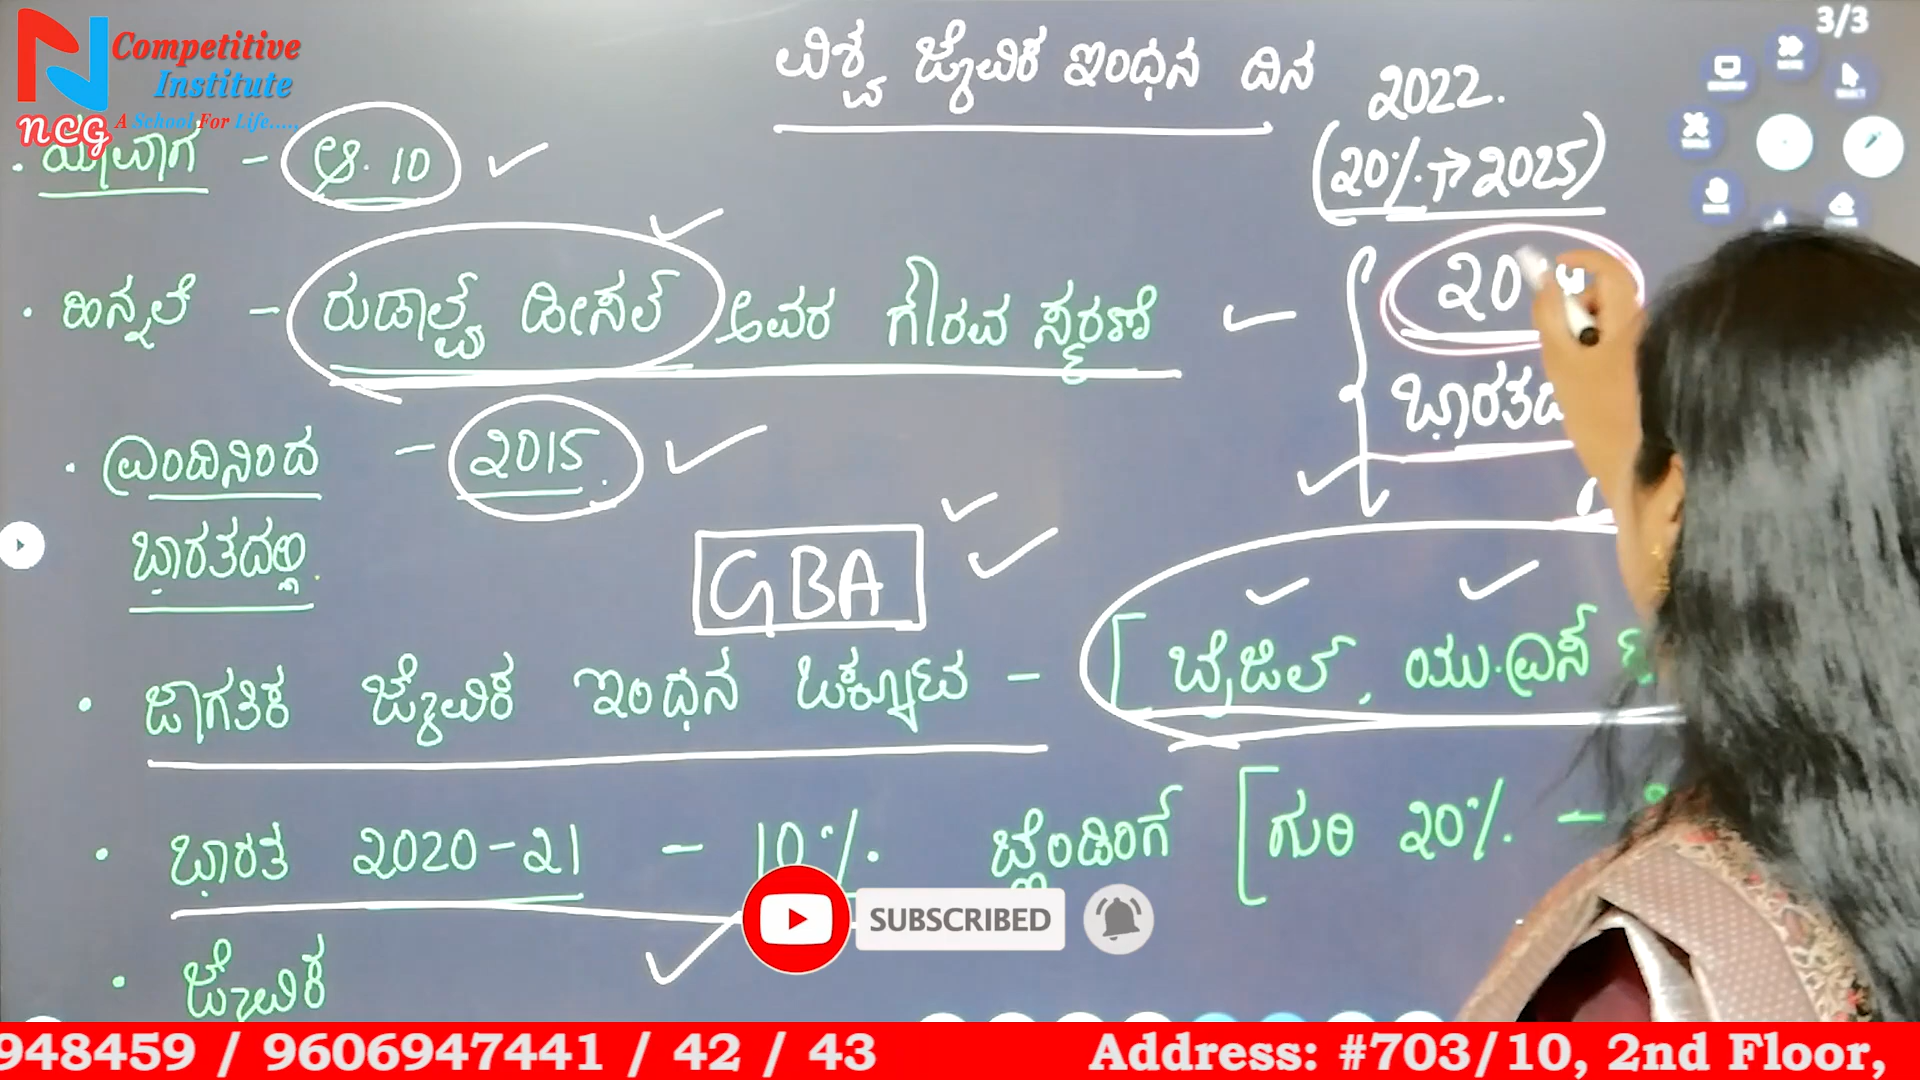 Competitive
Institute
NCG A School For Life.....
3/3
ವಿಶ್ವ ಜೈವಿಕ ಇಂಧನ ದಿನ
2022.
(20% → 2025)
· ಯಾವಾಗ - ಆ. 10
· ಹಿನ್ನಲೆ - ರುಡಾಲ್ಫ್ ಡೀಸಲ್ ಅವರ ಗೌರವ ಸ್ಮರಣೆ
· ಎಂದಿನಿಂದ - 2015.
ಭಾರತದಲ್ಲಿ
GBA
· ಜಾಗತಿಕ ಜೈವಿಕ ಇಂಧನ ಒಕ್ಕೂಟ - [ ಬ್ರೆಜಿಲ್, ಯು.ಎಸ್
· ಭಾರತ 2020-21 - 10%. ಬ್ಲೆಂಡಿಂಗ್ [ ಗುರಿ 20%. -
· ಜೈವಿಕ
SUBSCRIBED
948459 / 9606947441 / 42 / 43 Address: #703/10, 2nd Floor,